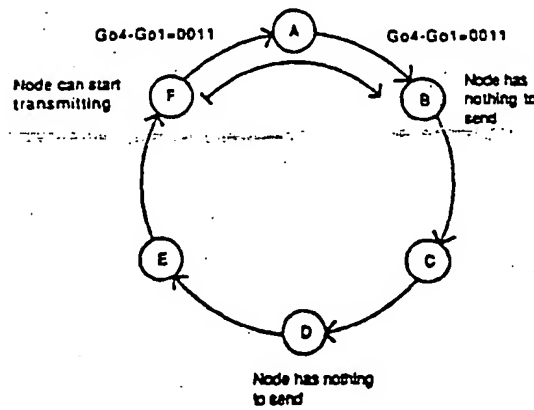 A
Go4-Go1=0011
Go4-Go1=0011
Node can start
transmitting
F
B
Node has
nothing to
send
E
C
D
Node has nothing
to send